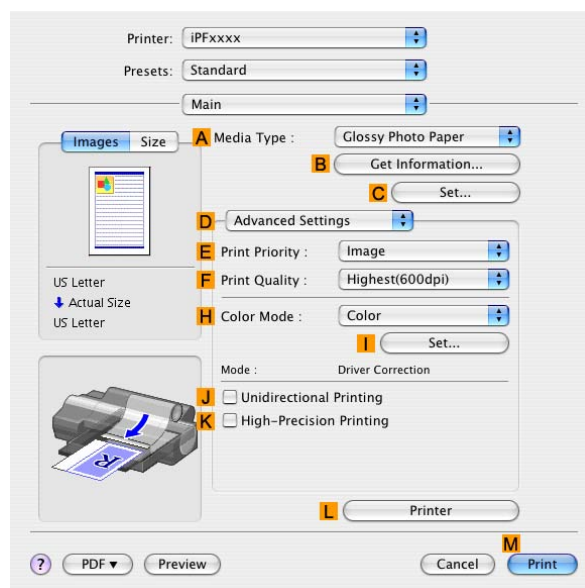 Printer: iPFxxxx
Presets: Standard
Main
Images Size
A Media Type : Glossy Photo Paper
B Get Information...
C Set...
D Advanced Settings
E Print Priority : Image
F Print Quality : Highest(600dpi)
H Color Mode : Color
I Set...
Mode : Driver Correction
J Unidirectional Printing
K High-Precision Printing
L Printer
US Letter
Actual Size
US Letter
R
? PDF▼ Preview Cancel M Print